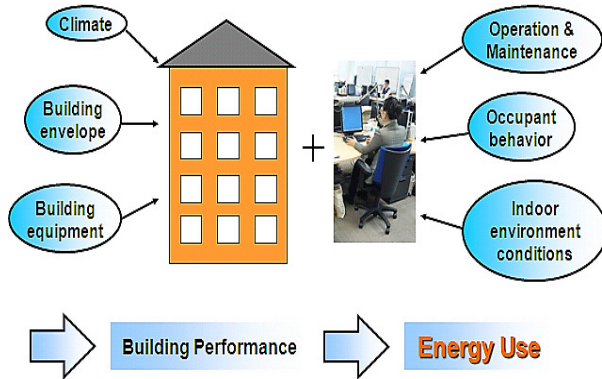 Climate
Building
envelope
Building
equipment
+
Operation &
Maintenance
Occupant
behavior
Indoor
environment
conditions
Building Performance
Energy Use